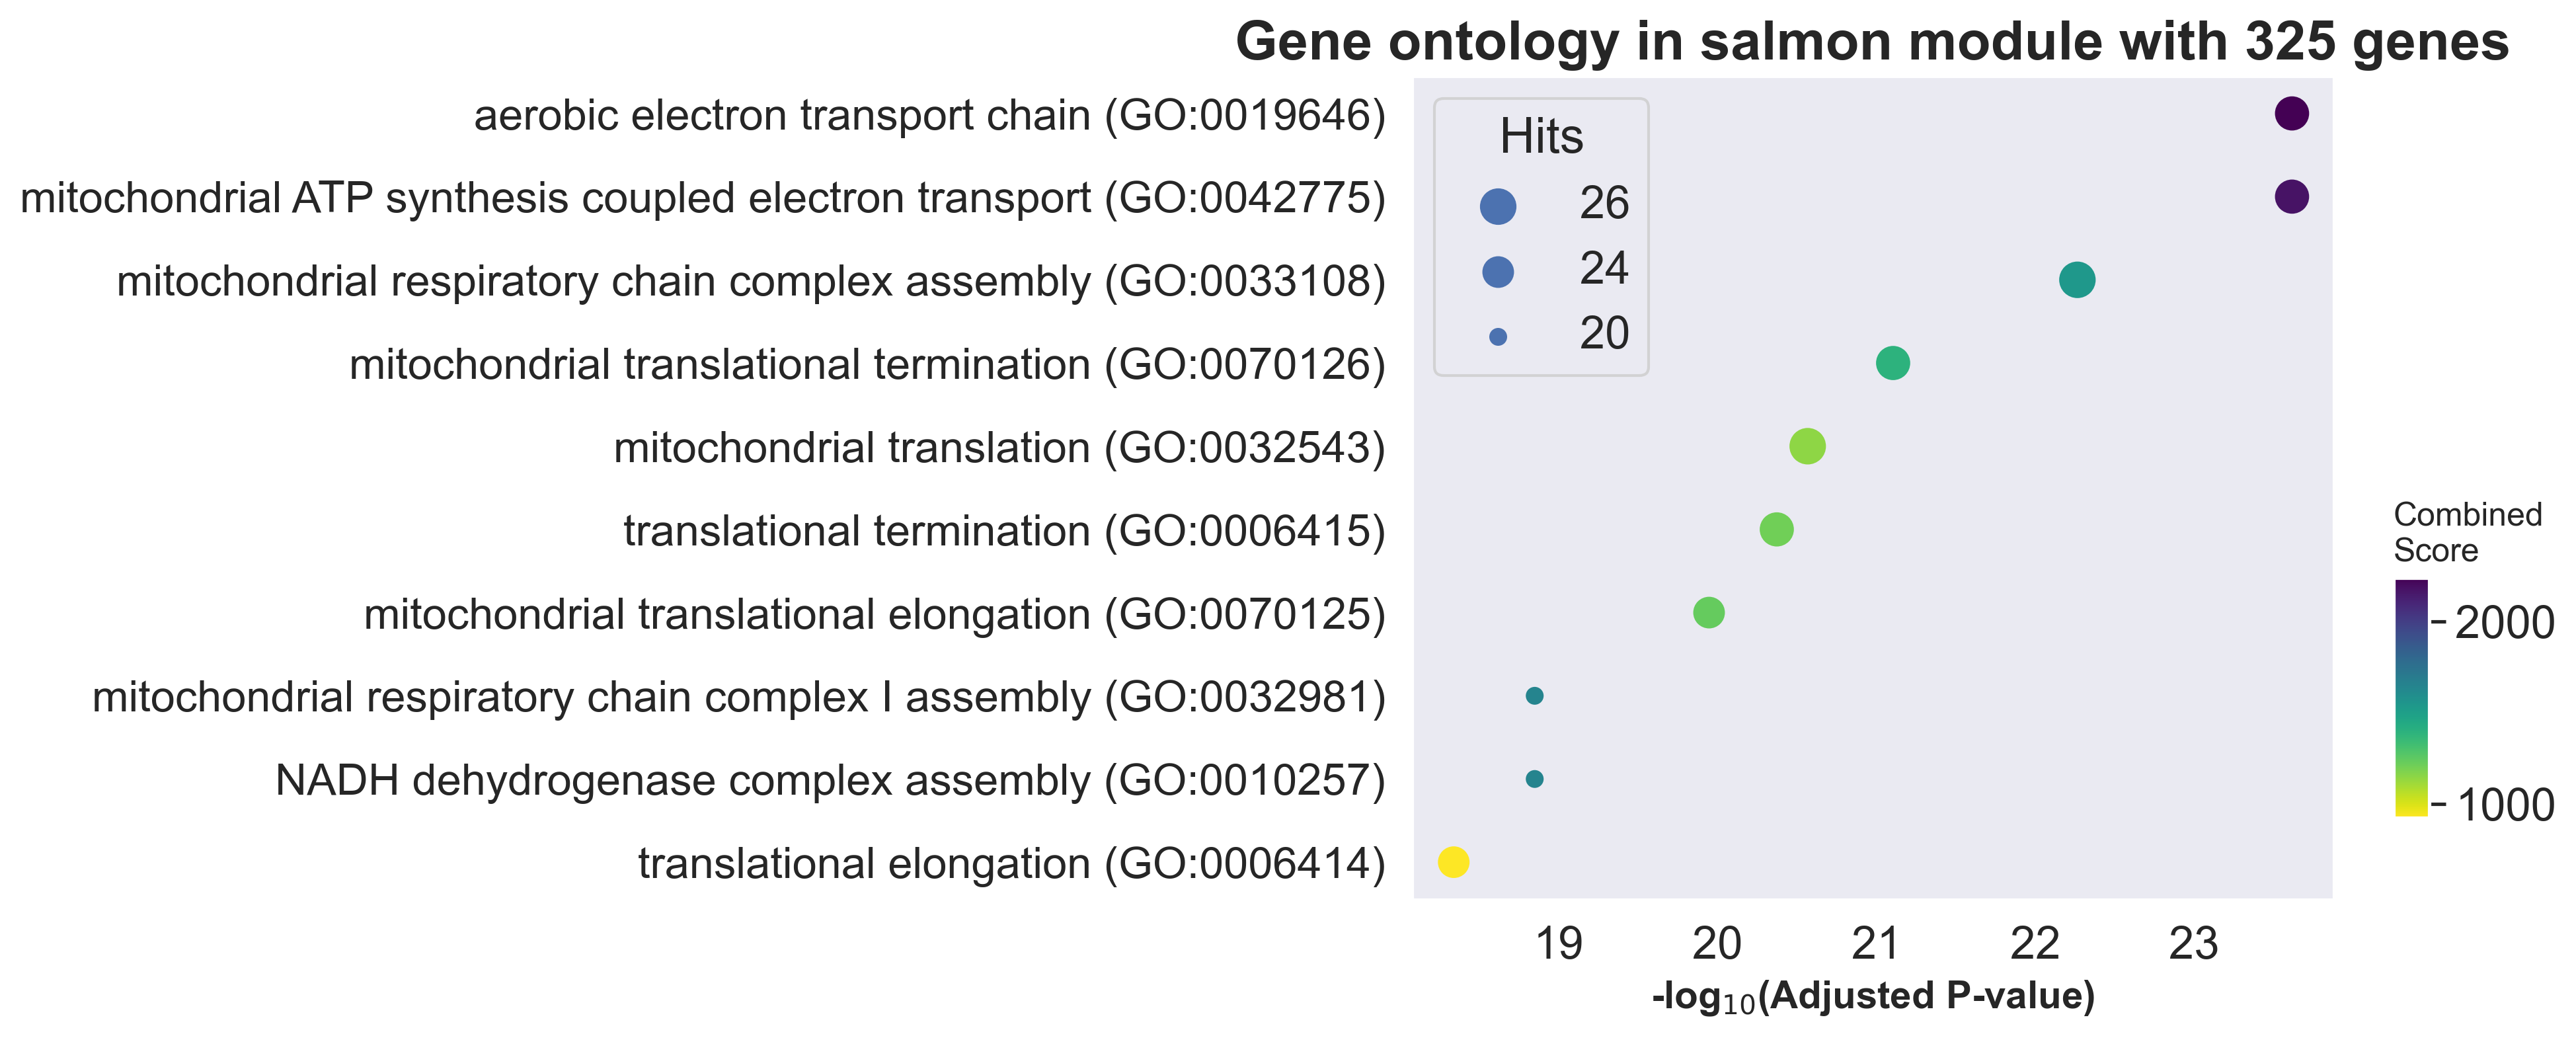 Gene ontology in salmon module with 325 genes
aerobic electron transport chain (GO:0019646)
mitochondrial ATP synthesis coupled electron transport (GO:0042775)
mitochondrial respiratory chain complex assembly (GO:0033108)
mitochondrial translational termination (GO:0070126)
mitochondrial translation (GO:0032543)
translational termination (GO:0006415)
mitochondrial translational elongation (GO:0070125)
mitochondrial respiratory chain complex I assembly (GO:0032981)
NADH dehydrogenase complex assembly (GO:0010257)
translational elongation (GO:0006414)
Hits
26
24
20
Combined
Score
2000
1000
19 20 21 22 23
-log10(Adjusted P-value)